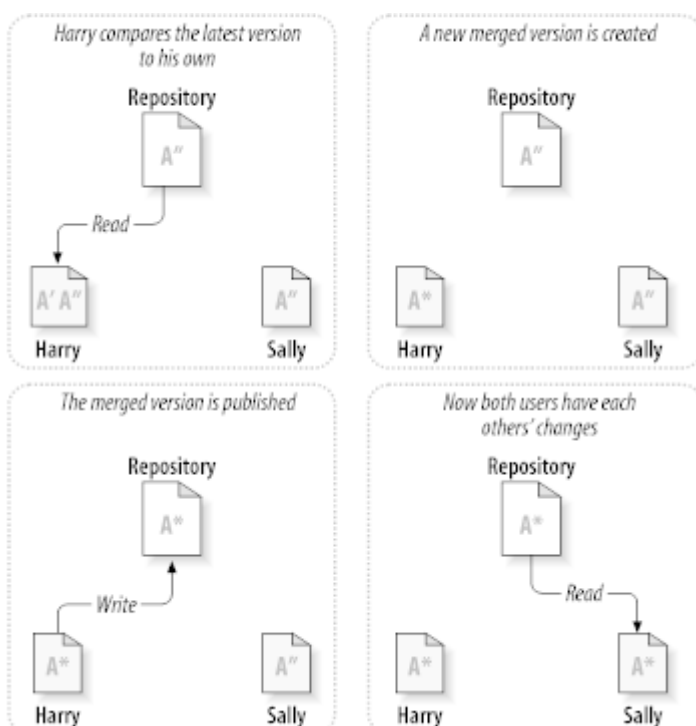 Harry compares the latest version
to his own
Repository
A"
Read
A' A"
Harry
A"
Sally
A new merged version is created
Repository
A"
A*
Harry
A"
Sally
The merged version is published
Repository
A*
Write
A*
Harry
A"
Sally
Now both users have each
others’ changes
Repository
A*
Read
A*
Harry
A*
Sally